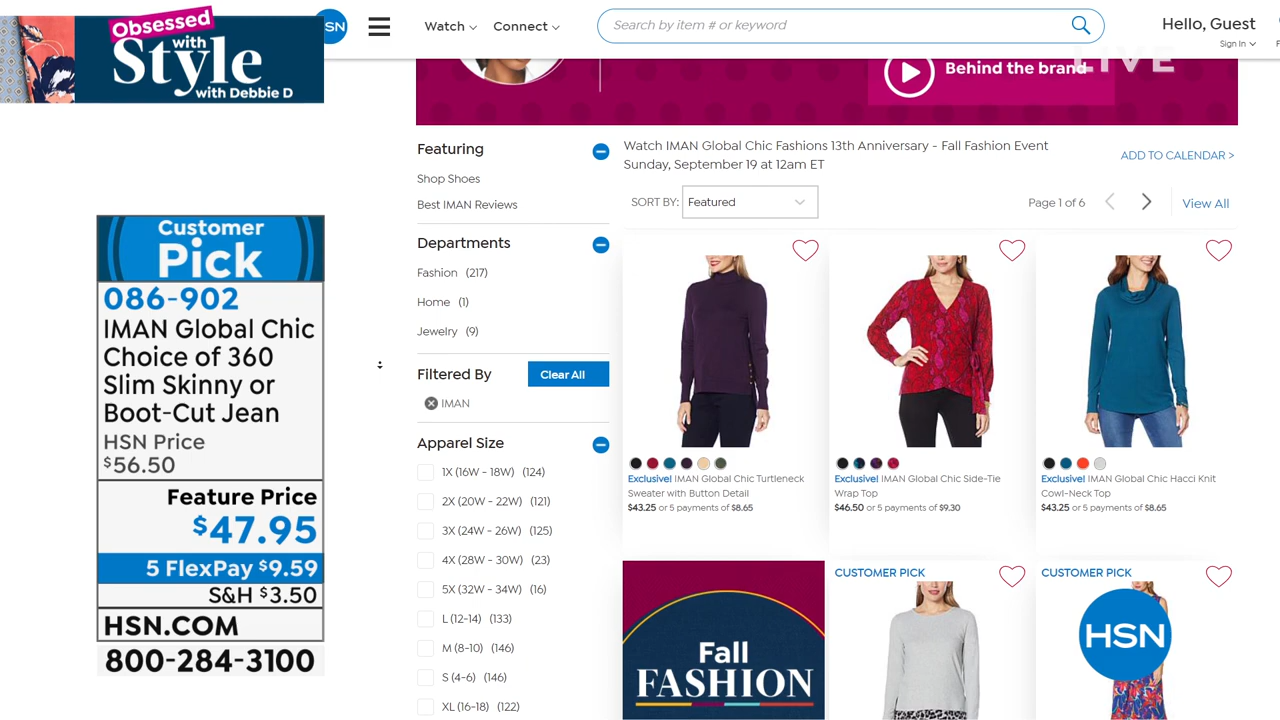 Obsessed
with
Style
with Debbie D
SN
Watch
Connect
Search by item # or keyword
Hello, Guest
Sign In
F
LIVE
Behind the brand
Customer
Pick
086-902
IMAN Global Chic
Choice of 360
Slim Skinny or
Boot-Cut Jean
HSN Price
$56.50
Feature Price
$47.95
5 FlexPay $9.59
S&H $3.50
HSN.COM
800-284-3100
Featuring
Shop Shoes
Best IMAN Reviews
Departments
Fashion (217)
Home (1)
Jewelry (9)
Filtered By
Clear All
IMAN
Apparel Size
1X (16W - 18W) (124)
2X (20W - 22W) (121)
3X (24W - 26W) (125)
4X (28W - 30W) (23)
5X (32W - 34W) (16)
L (12-14) (133)
M (8-10) (146)
S (4-6) (146)
XL (16-18) (122)
Watch IMAN Global Chic Fashions 13th Anniversary - Fall Fashion Event
Sunday, September 19 at 12am ET
ADD TO CALENDAR >
SORT BY: Featured
Page 1 of 6
View All
Exclusive! IMAN Global Chic Turtleneck
Sweater with Button Detail
$43.25 or 5 payments of $8.65
Exclusive! IMAN Global Chic Side-Tie
Wrap Top
$46.50 or 5 payments of $9.30
Exclusive! IMAN Global Chic Hacci Knit
Cowl-Neck Top
$43.25 or 5 payments of $8.65
Fall
FASHION
CUSTOMER PICK
CUSTOMER PICK
HSN